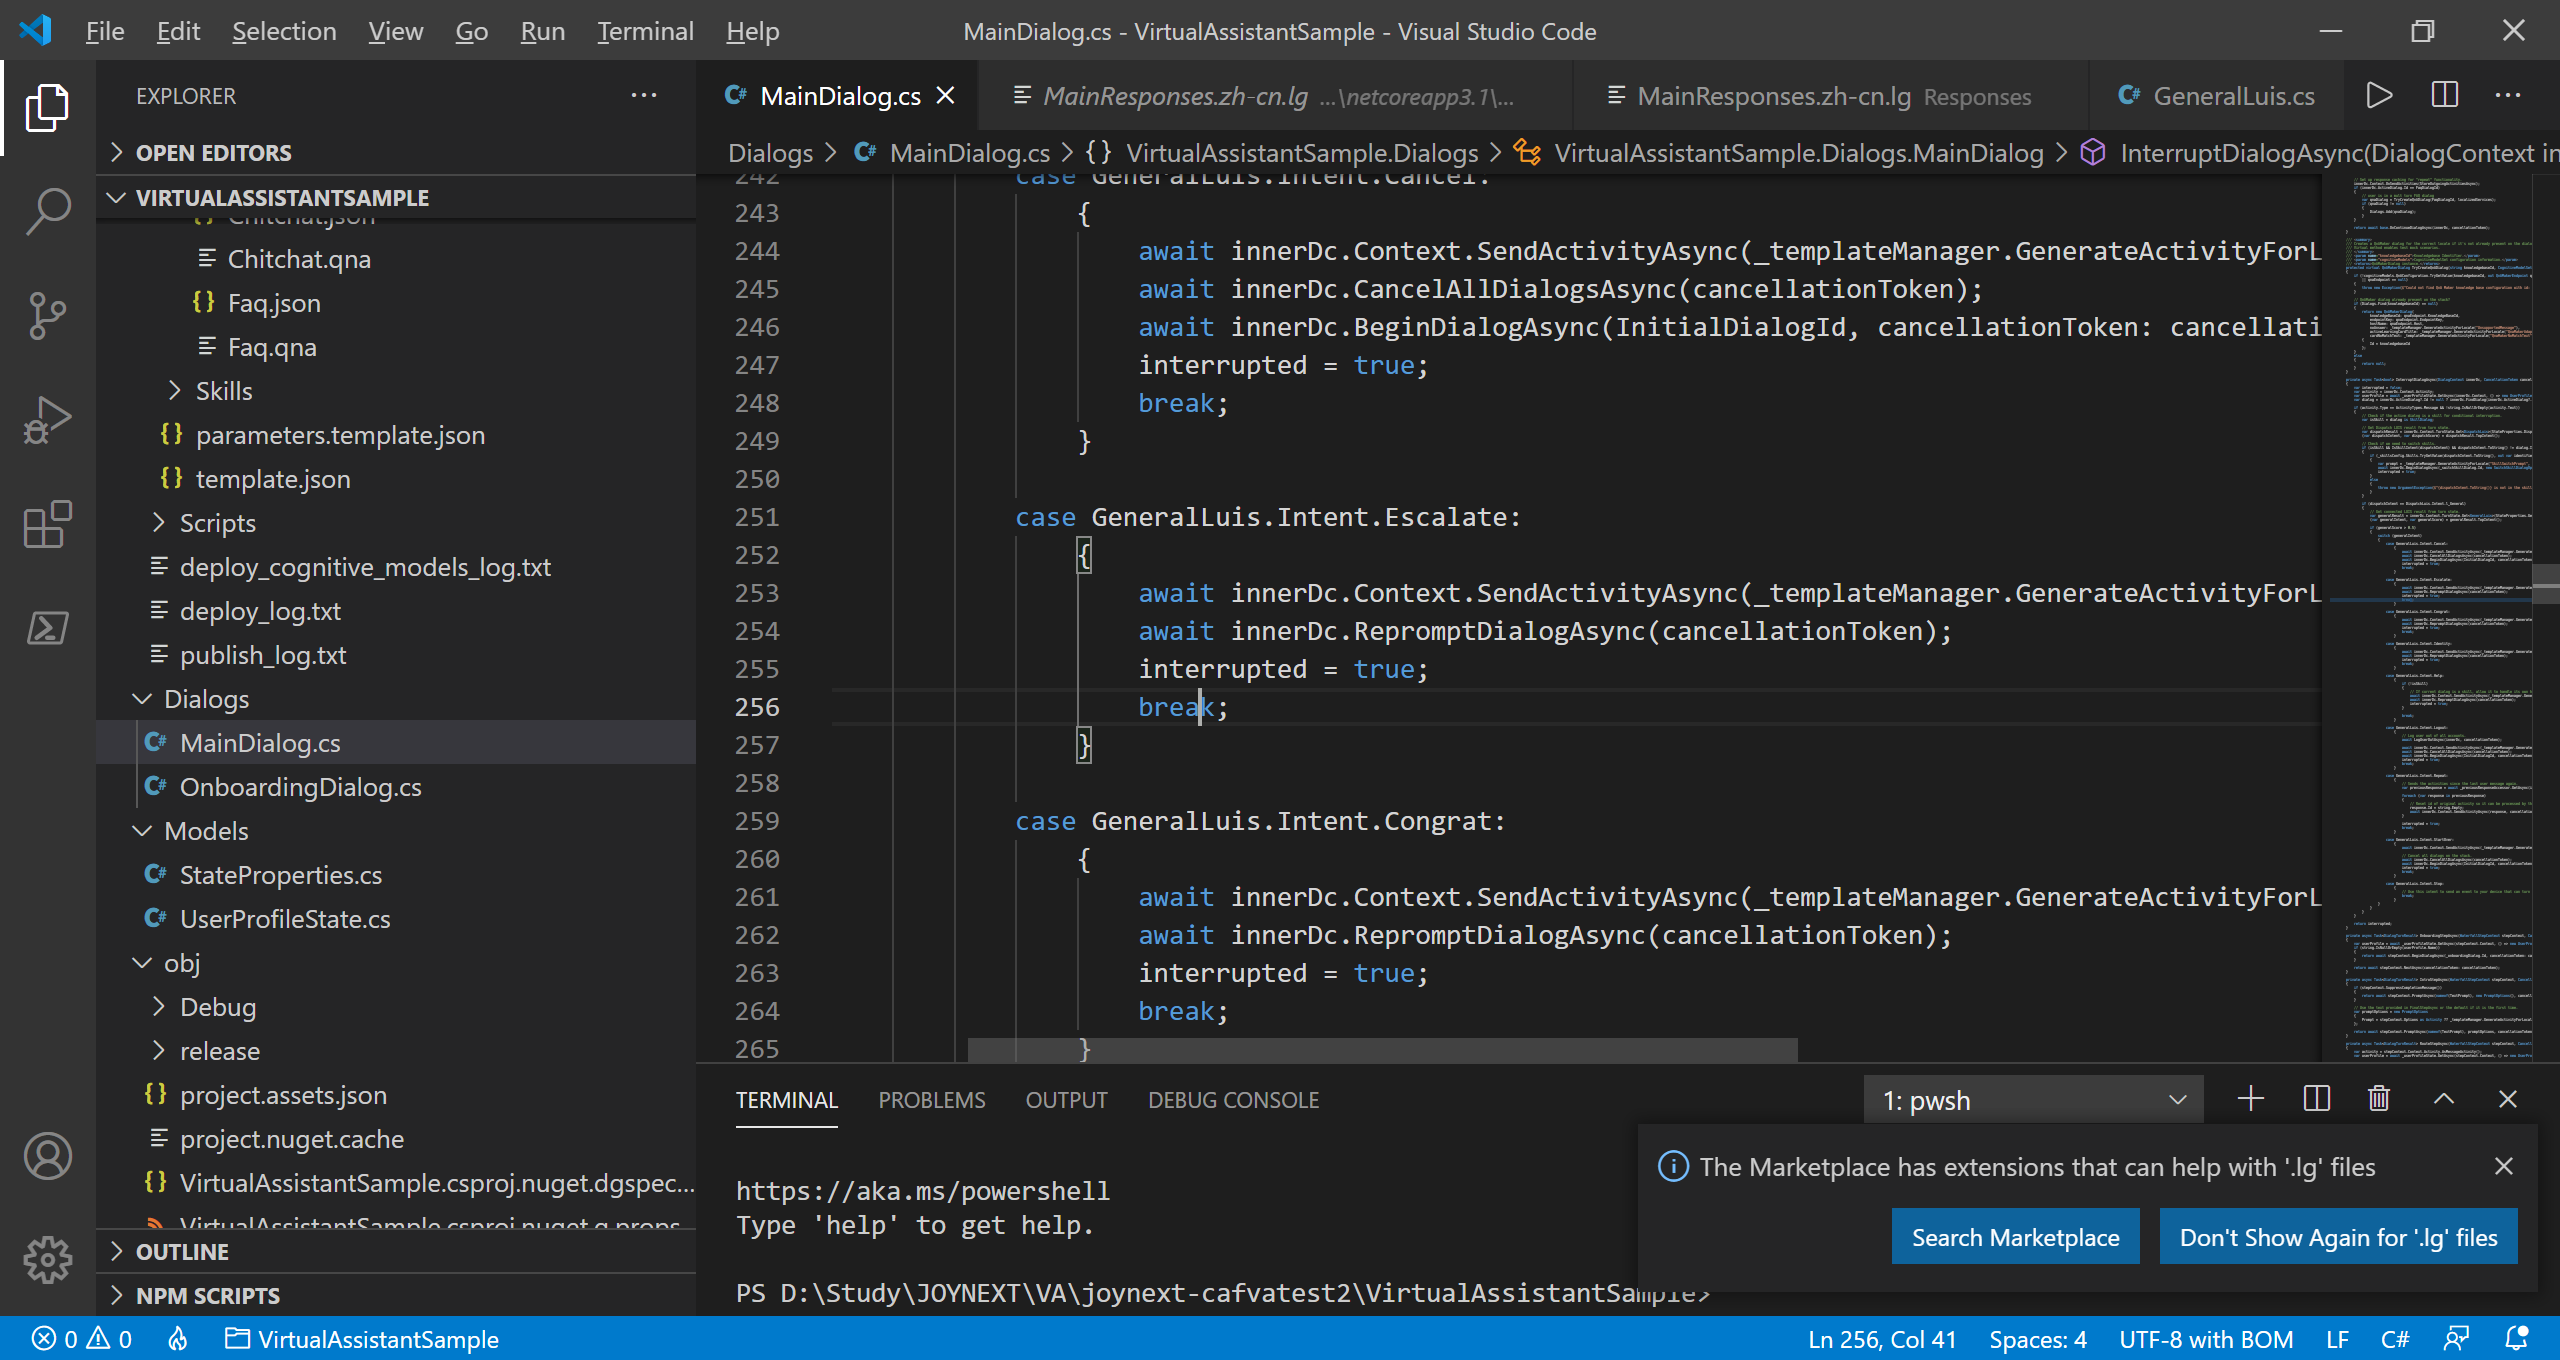 File Edit Selection View Go Run Terminal Help
MainDialog.cs - VirtualAssistantSample - Visual Studio Code
EXPLORER
OPEN EDITORS
VIRTUALASSISTANTSAMPLE
Chitchat.json
Chitchat.qna
Faq.json
Faq.qna
Skills
parameters.template.json
template.json
Scripts
deploy_cognitive_models_log.txt
deploy_log.txt
publish_log.txt
Dialogs
MainDialog.cs
OnboardingDialog.cs
Models
StateProperties.cs
UserProfileState.cs
obj
Debug
release
project.assets.json
project.nuget.cache
VirtualAssistantSample.csproj.nuget.dgspec...
VirtualAssistantSample.csproj.nuget.g.props
OUTLINE
NPM SCRIPTS
MainDialog.cs
MainResponses.zh-cn.lg ...\netcoreapp3.1\...
MainResponses.zh-cn.lg Responses
GeneralLuis.cs
Dialogs > MainDialog.cs > {} VirtualAssistantSample.Dialogs > VirtualAssistantSample.Dialogs.MainDialog > InterruptDialogAsync(DialogContext in
242 case GeneralLuis.Intent.Cancel:
243 {
244 await innerDc.Context.SendActivityAsync(_templateManager.GenerateActivityForL
245 await innerDc.CancelAllDialogsAsync(cancellationToken);
246 await innerDc.BeginDialogAsync(InitialDialogId, cancellationToken: cancellati
247 interrupted = true;
248 break;
249 }
250
251 case GeneralLuis.Intent.Escalate:
252 {
253 await innerDc.Context.SendActivityAsync(_templateManager.GenerateActivityForL
254 await innerDc.RepromptDialogAsync(cancellationToken);
255 interrupted = true;
256 break;
257 }
258
259 case GeneralLuis.Intent.Congrat:
260 {
261 await innerDc.Context.SendActivityAsync(_templateManager.GenerateActivityForL
262 await innerDc.RepromptDialogAsync(cancellationToken);
263 interrupted = true;
264 break;
265 }
TERMINAL PROBLEMS OUTPUT DEBUG CONSOLE
1: pwsh
https://aka.ms/powershell
Type 'help' to get help.
PS D:\Study\JOYNEXT\VA\joynext-cafvatest2\VirtualAssistantSample>
The Marketplace has extensions that can help with '.lg' files
Search Marketplace
Don't Show Again for '.lg' files
0 0 VirtualAssistantSample
Ln 256, Col 41 Spaces: 4 UTF-8 with BOM LF C#